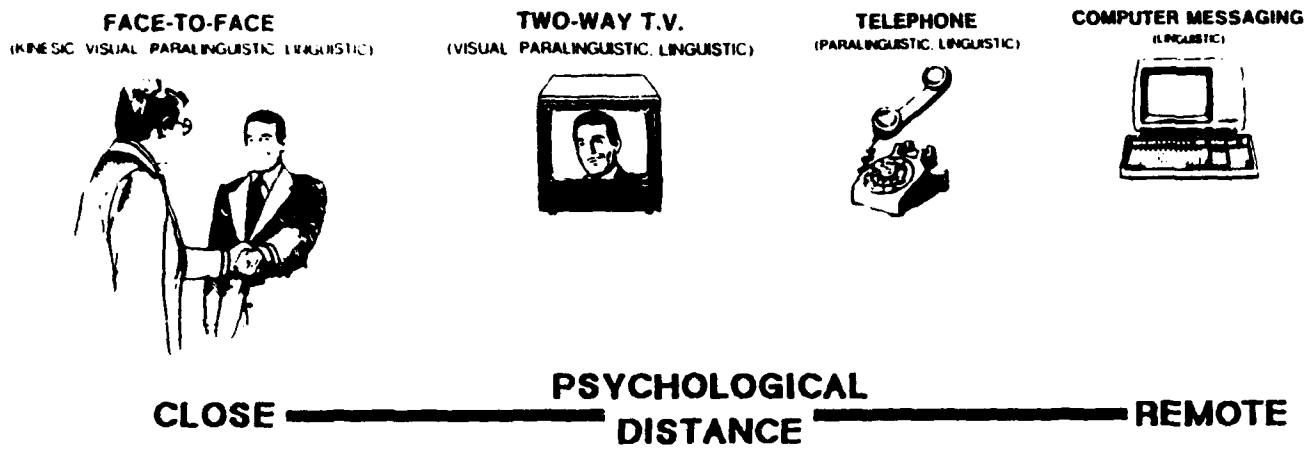 FACE-TO-FACE
(KINESIC VISUAL PARALINGUISTIC LINGUISTIC)
TWO-WAY T.V.
(VISUAL PARALINGUISTIC, LINGUISTIC)
TELEPHONE
(PARALINGUISTIC, LINGUISTIC)
COMPUTER MESSAGING
(LINGUISTIC)
PSYCHOLOGICAL
CLOSE DISTANCE REMOTE